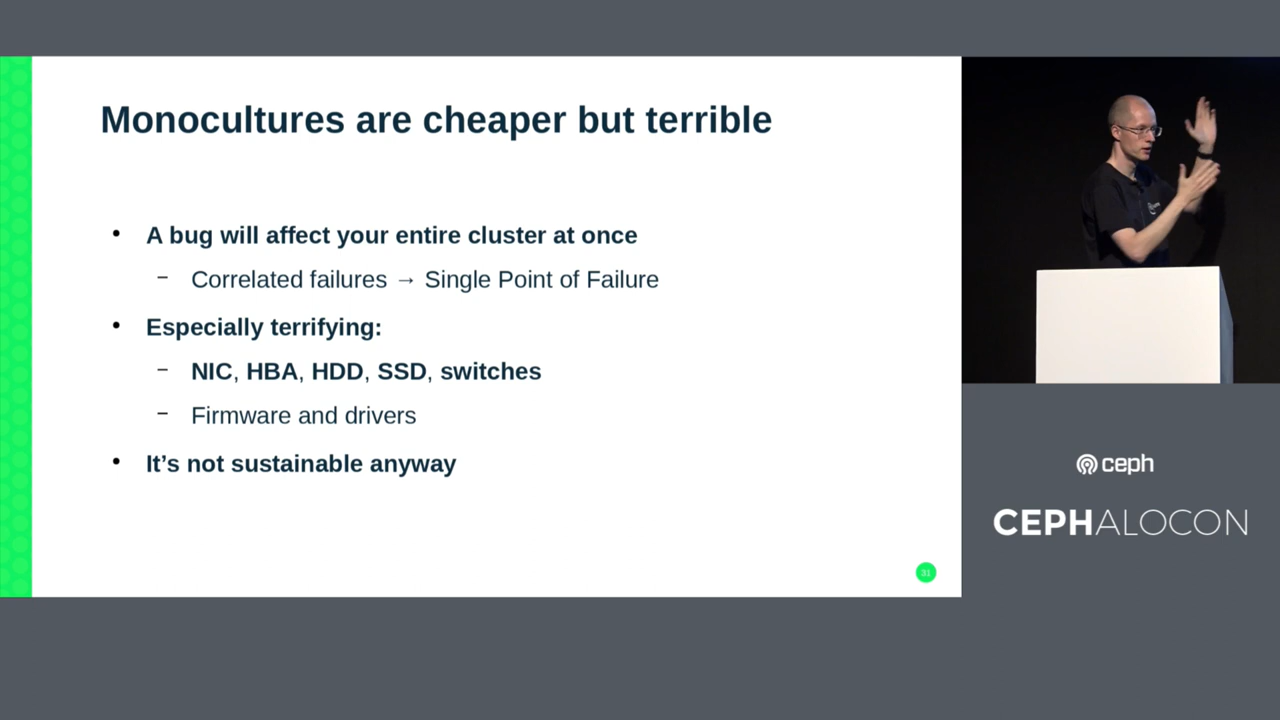 Monocultures are cheaper but terrible
• A bug will affect your entire cluster at once
– Correlated failures → Single Point of Failure
• Especially terrifying:
– NIC, HBA, HDD, SSD, switches
– Firmware and drivers
• It’s not sustainable anyway
31
ceph
CEPHALOCON